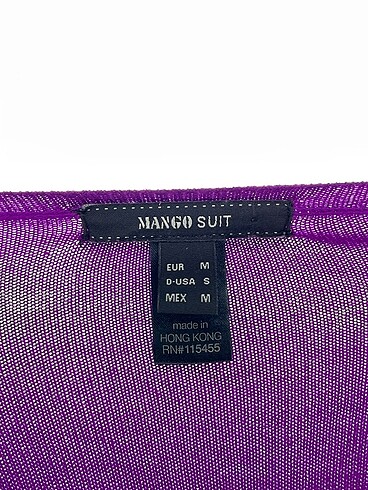 MANGO SUIT
EUR M
D-USA S
MEX M
made in
HONG KONG
RN#115455